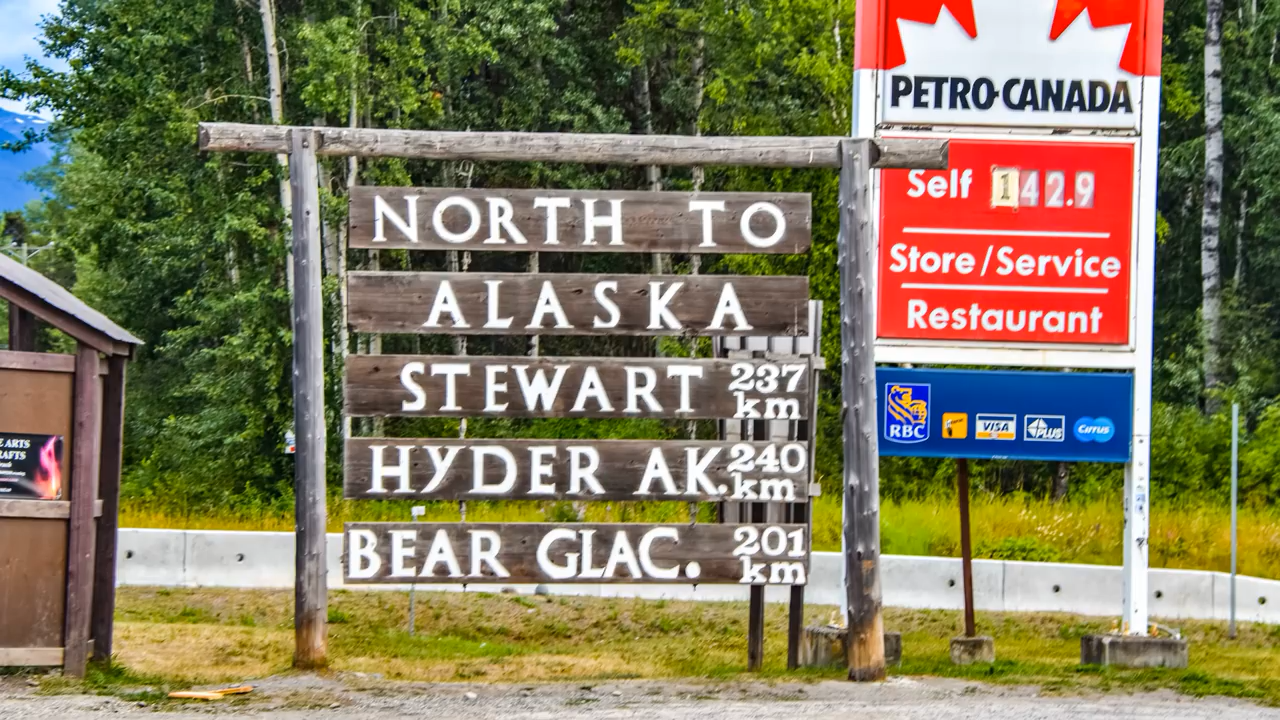 NORTH TO
ALASKA
STEWART 237 km
HYDER AK. 240 km
BEAR GLAC. 201 km
PETRO-CANADA
Self 142.9
Store/Service
Restaurant
RBC
VISA
PLUS
Cirrus
ARTS